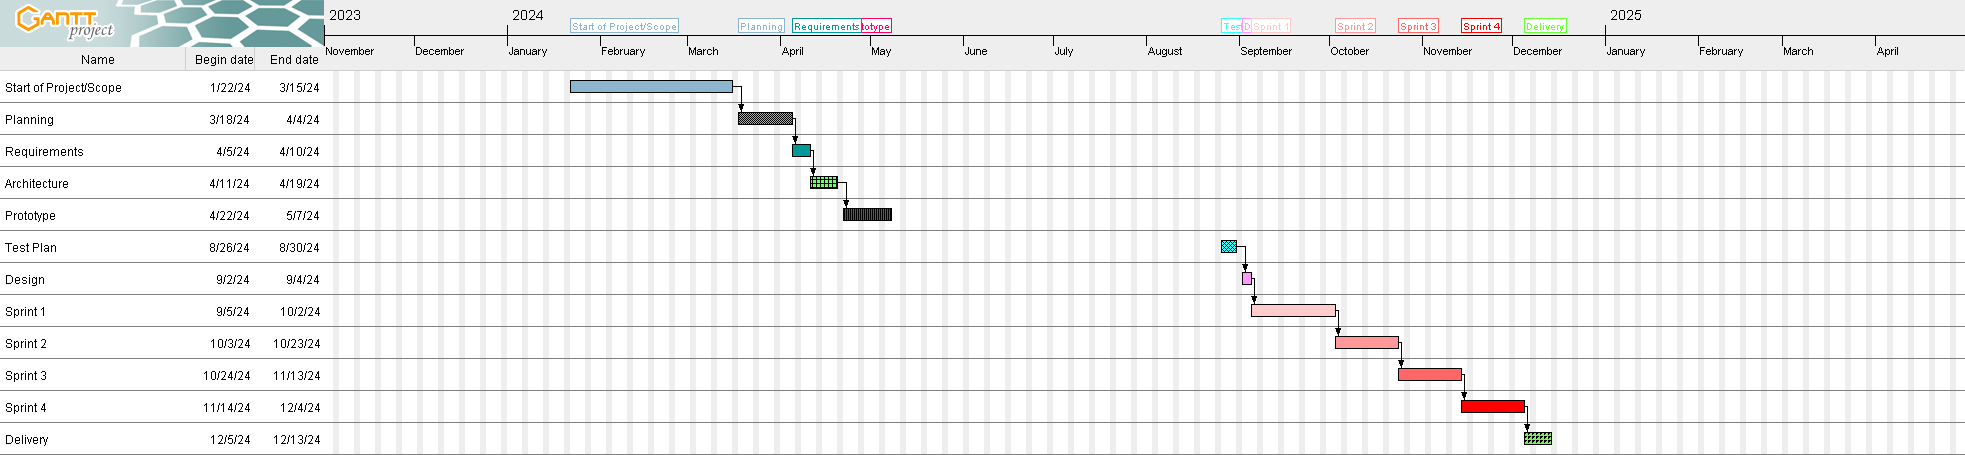 GANTT
project
2023
2024
2025
Start of Project/Scope
Planning
Requirements
totype
Test
D
Sprint 1
Sprint 2
Sprint 3
Sprint 4
Delivery
November December January February March April May June July August September October November December January February March April
Name Begin date End date
Start of Project/Scope 1/22/24 3/15/24
Planning 3/18/24 4/4/24
Requirements 4/5/24 4/10/24
Architecture 4/11/24 4/19/24
Prototype 4/22/24 5/7/24
Test Plan 8/26/24 8/30/24
Design 9/2/24 9/4/24
Sprint 1 9/5/24 10/2/24
Sprint 2 10/3/24 10/23/24
Sprint 3 10/24/24 11/13/24
Sprint 4 11/14/24 12/4/24
Delivery 12/5/24 12/13/24